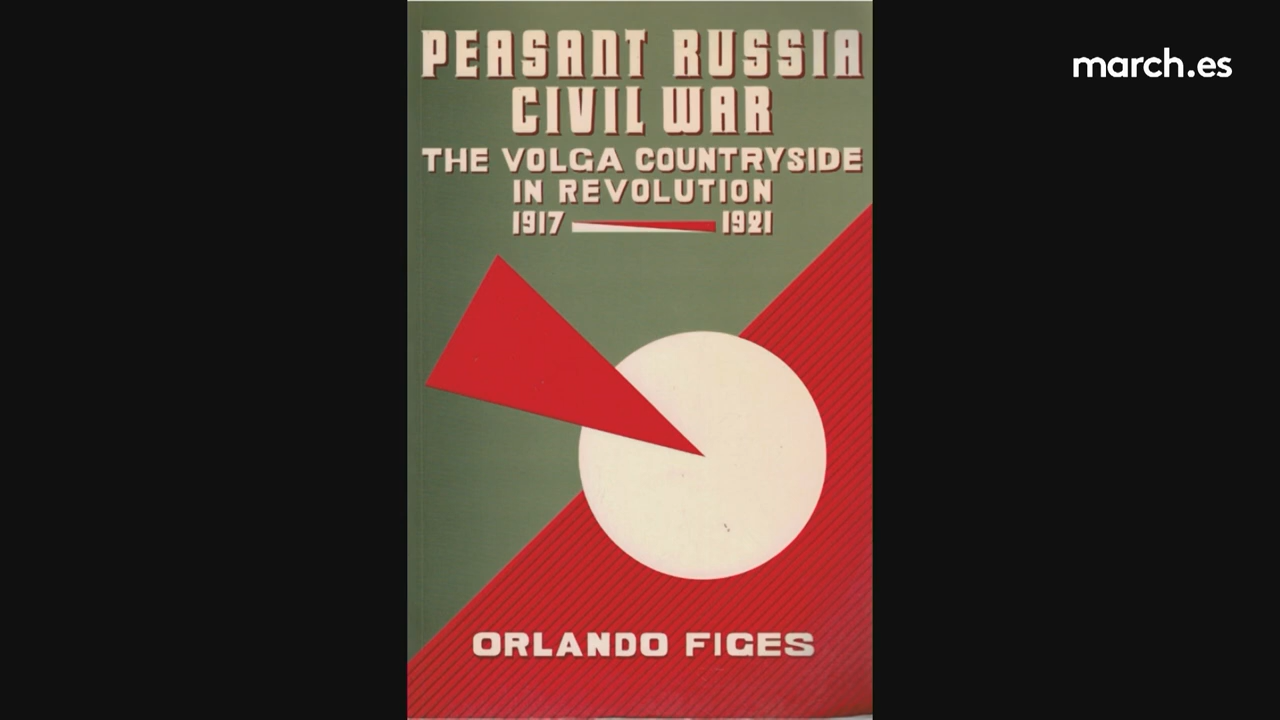 march.es
PEASANT RUSSIA
CIVIL WAR
THE VOLGA COUNTRYSIDE
IN REVOLUTION
1917 1921
ORLANDO FIGES